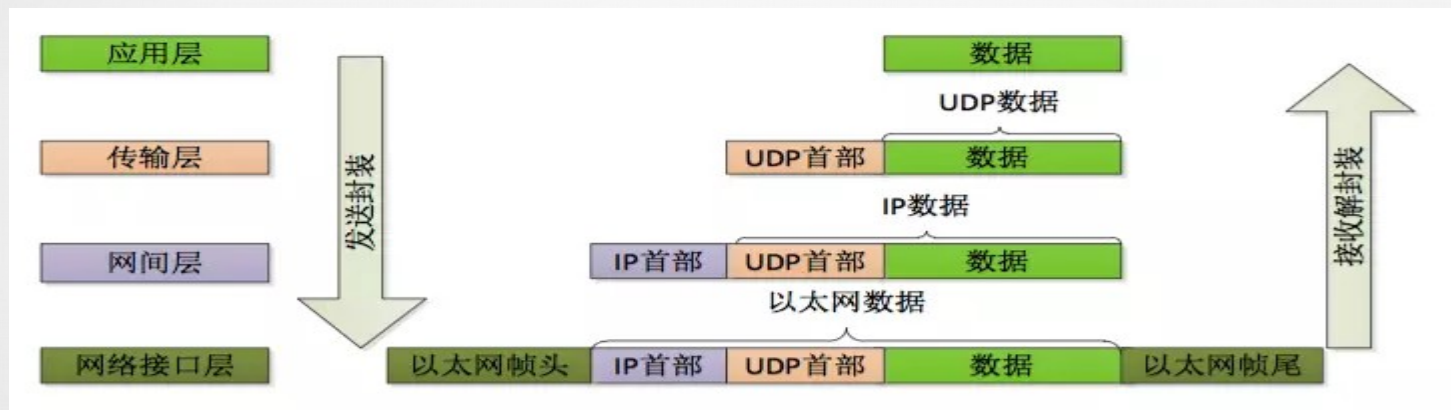 应用层 数据
UDP数据
传输层 UDP首部 数据
IP数据
网间层 IP首部 UDP首部 数据
以太网数据
网络接口层 以太网帧头 IP首部 UDP首部 数据 以太网帧尾
发送封装
接收解封装